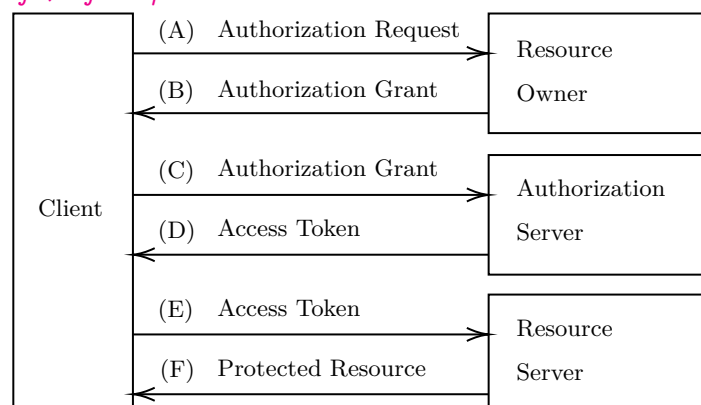 (A) Authorization Request
Resource
(B) Authorization Grant
Owner
(C) Authorization Grant
Authorization
Client
(D) Access Token
Server
(E) Access Token
Resource
(F) Protected Resource
Server